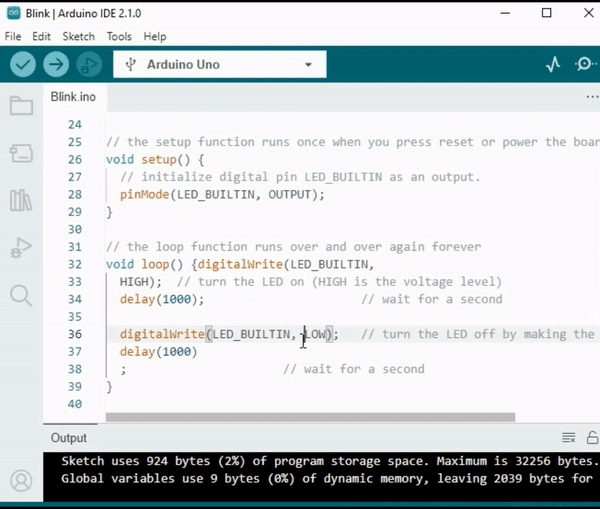 Blink | Arduino IDE 2.1.0
File Edit Sketch Tools Help
Arduino Uno
Blink.ino
24
25 // the setup function runs once when you press reset or power the boar
26 void setup() {
27 // initialize digital pin LED_BUILTIN as an output.
28 pinMode(LED_BUILTIN, OUTPUT);
29 }
30
31 // the loop function runs over and over again forever
32 void loop() {digitalWrite(LED_BUILTIN,
33 HIGH); // turn the LED on (HIGH is the voltage level)
34 delay(1000); // wait for a second
35
36 digitalWrite(LED_BUILTIN, LOW); // turn the LED off by making the
37 delay(1000)
38 ; // wait for a second
39 }
40
Output
Sketch uses 924 bytes (2%) of program storage space. Maximum is 32256 bytes.
Global variables use 9 bytes (0%) of dynamic memory, leaving 2039 bytes for